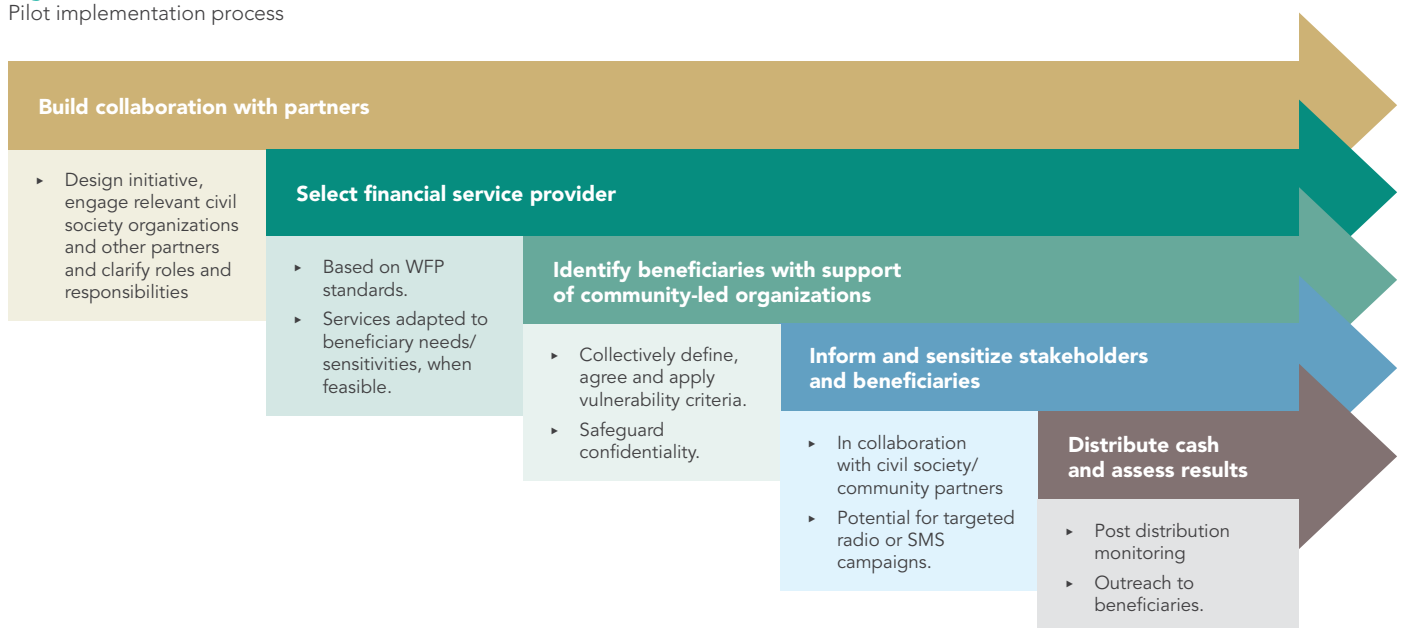 Pilot implementation process
Build collaboration with partners
▸ Design initiative,
engage relevant civil
society organizations
and other partners
and clarify roles and
responsibilities
Select financial service provider
▸ Based on WFP
standards.
▸ Services adapted to
beneficiary needs/
sensitivities, when
feasible.
Identify beneficiaries with support
of community-led organizations
▸ Collectively define,
agree and apply
vulnerability criteria.
▸ Safeguard
confidentiality.
Inform and sensitize stakeholders
and beneficiaries
▸ In collaboration
with civil society/
community partners
▸ Potential for targeted
radio or SMS
campaigns.
Distribute cash
and assess results
▸ Post distribution
monitoring
▸ Outreach to
beneficiaries.